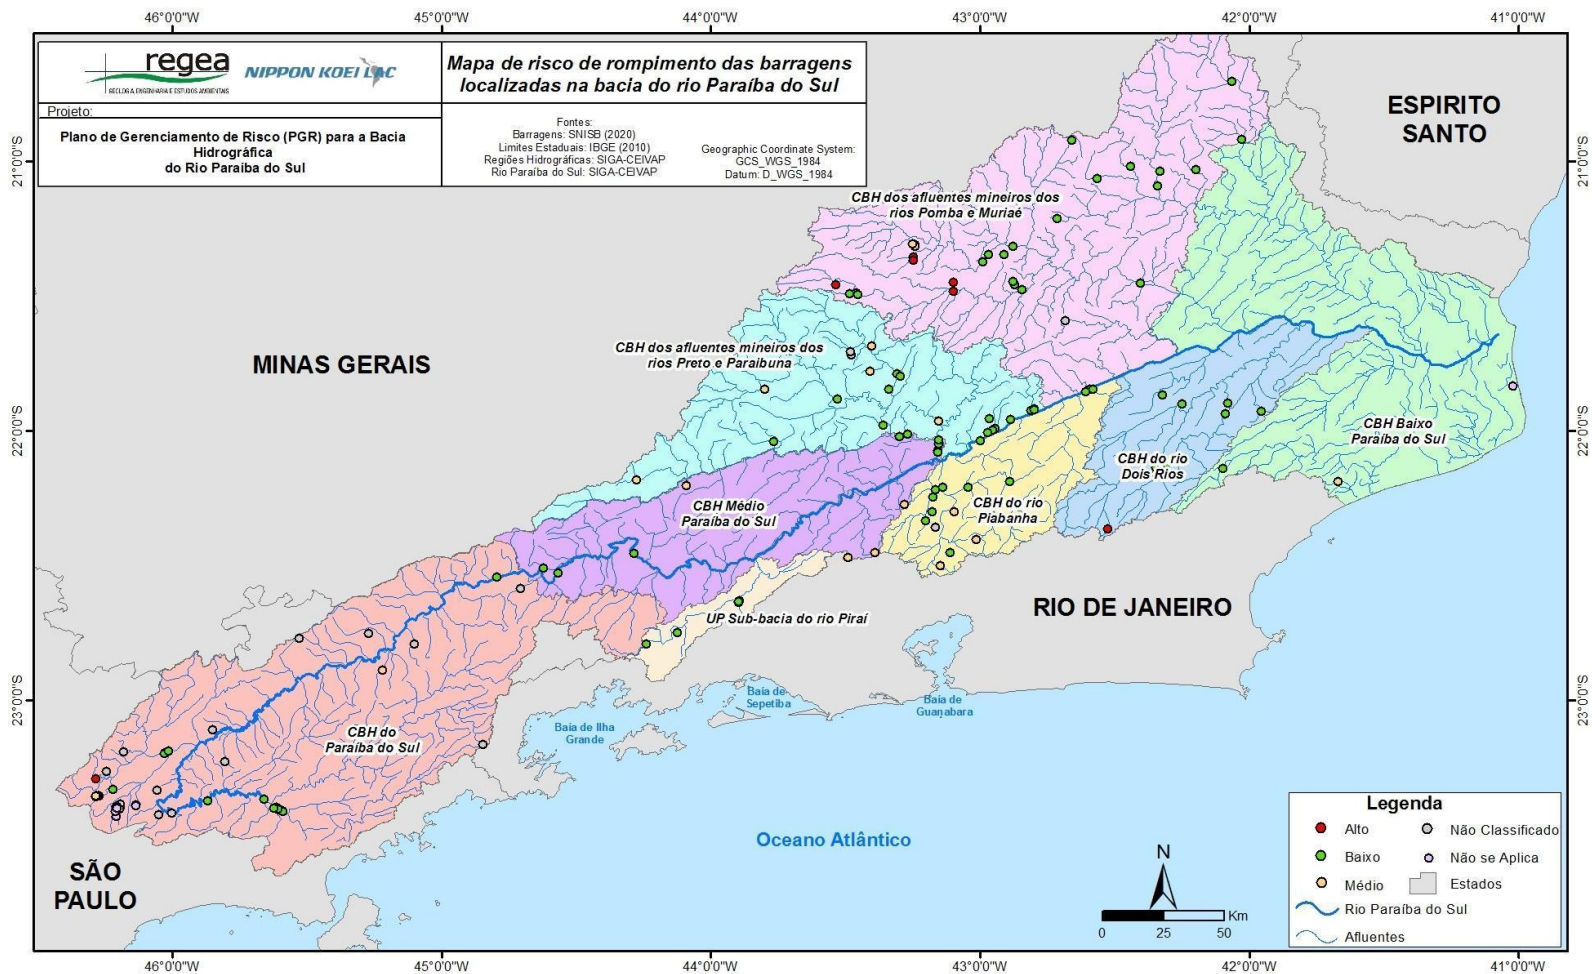 46°0'0"W
45°0'0"W
44°0'0"W
43°0'0"W
42°0'0"W
41°0'0"W
regea
GEOLOGIA, ENGENHARIA E ESTUDOS AMBIENTAIS
NIPPON KOEI LAC
Mapa de risco de rompimento das barragens
localizadas na bacia do rio Paraíba do Sul
Projeto:
Plano de Gerenciamento de Risco (PGR) para a Bacia
Hidrográfica
do Rio Paraíba do Sul
Fontes:
Barragens: SNISB (2020)
Limites Estaduais: IBGE (2010)
Regiões Hidrográficas: SIGA-CEIVAP
Rio Paraíba do Sul: SIGA-CEIVAP
Geographic Coordinate System:
GCS_WGS_1984
Datum: D_WGS_1984
ESPIRITO
SANTO
21°0'0"S
21°0'0"S
CBH dos afluentes mineiros dos
rios Pomba e Muriaé
MINAS GERAIS
CBH dos afluentes mineiros dos
rios Preto e Paraibuna
22°0'0"S
22°0'0"S
CBH Baixo
Paraíba do Sul
CBH do rio
Dois Rios
CBH Médio
Paraíba do Sul
CBH do rio
Piabanha
RIO DE JANEIRO
UP Sub-bacia do rio Piraí
23°0'0"S
23°0'0"S
Baía de
Sepetiba
Baía de
Guanabara
Baía de Ilha
Grande
CBH do
Paraíba do Sul
Oceano Atlântico
SÃO
PAULO
N
Km
0
25
50
Legenda
Alto
Não Classificado
Baixo
Não se Aplica
Médio
Estados
Rio Paraíba do Sul
Afluentes
46°0'0"W
45°0'0"W
44°0'0"W
43°0'0"W
42°0'0"W
41°0'0"W